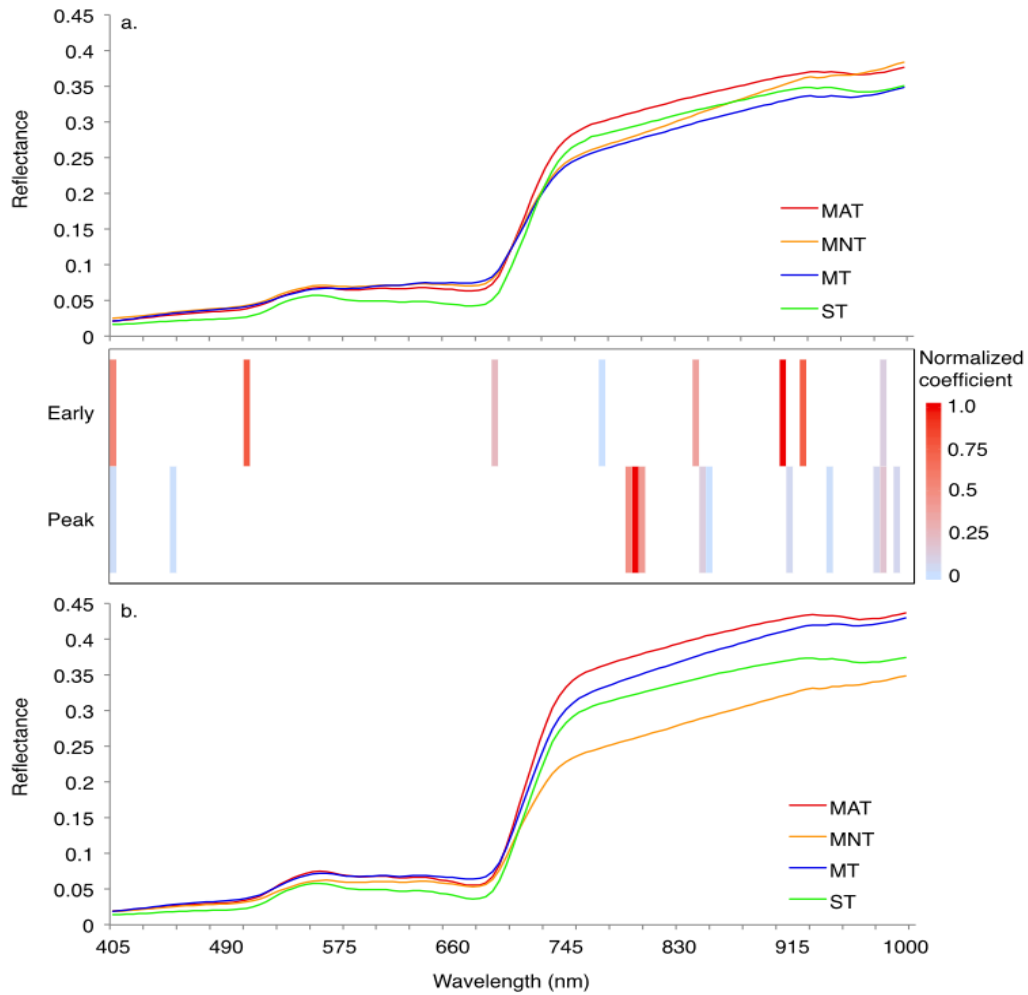 a.
0.45
0.4
0.35
0.3
0.25
0.2
0.15
0.1
0.05
0
Reflectance
MAT
MNT
MT
ST
Early
Peak
Normalized
coefficient
1.0
0.75
0.5
0.25
0
b.
0.45
0.4
0.35
0.3
0.25
0.2
0.15
0.1
0.05
0
Reflectance
MAT
MNT
MT
ST
405 490 575 660 745 830 915 1000
Wavelength (nm)